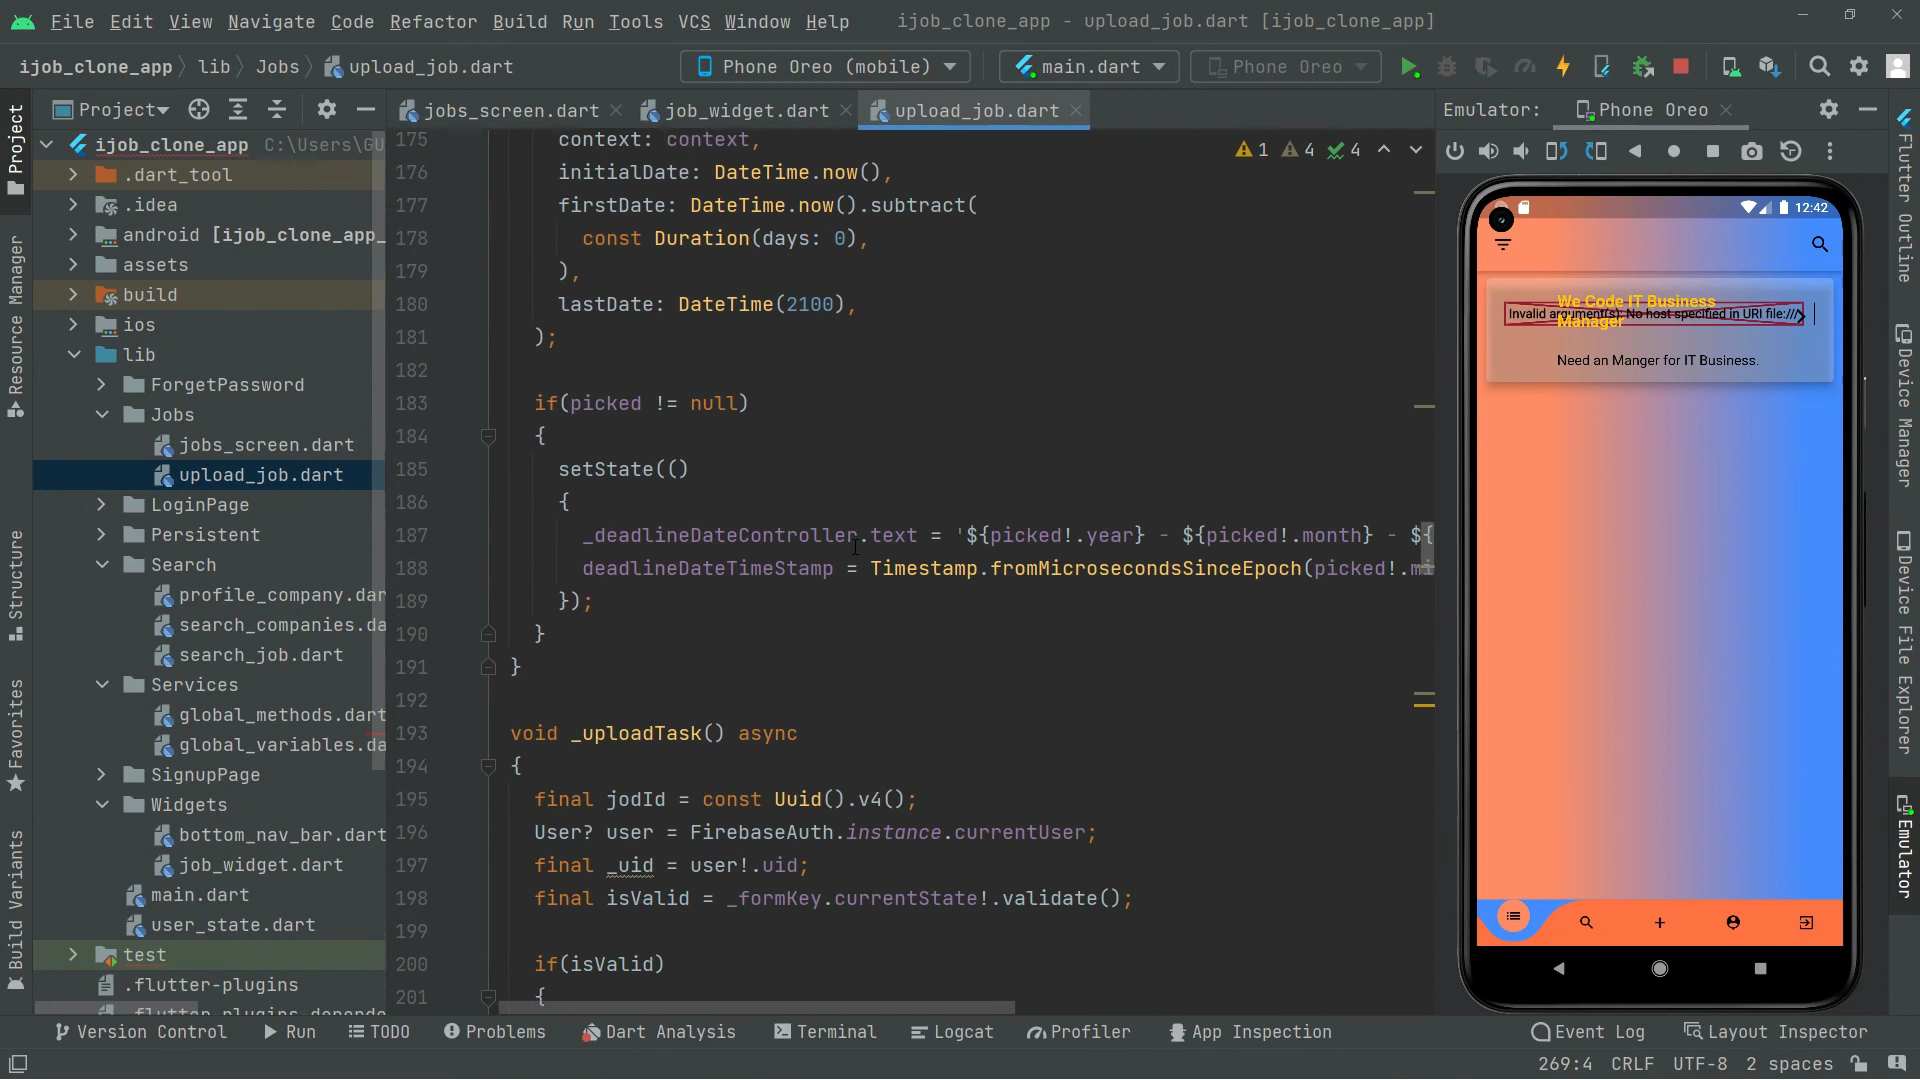 File Edit View Navigate Code Refactor Build Run Tools VCS Window Help ijob_clone_app - upload_job.dart [ijob_clone_app]
ijob_clone_app lib Jobs upload_job.dart Phone Oreo (mobile) main.dart Phone Oreo
Project jobs_screen.dart job_widget.dart upload_job.dart Emulator: Phone Oreo
ijob_clone_app C:\Users\GU
.dart_tool
.idea
android [ijob_clone_app_
assets
build
ios
lib
ForgetPassword
Jobs
jobs_screen.dart
upload_job.dart
LoginPage
Persistent
Search
profile_company.dar
search_companies.da
search_job.dart
Services
global_methods.dart
global_variables.da
SignupPage
Widgets
bottom_nav_bar.dart
job_widget.dart
main.dart
user_state.dart
test
.flutter-plugins
.flutter-plugins-depende
Project
Resource Manager
Structure
Favorites
Build Variants
1 4 4
175 context: context,
176 initialDate: DateTime.now(),
177 firstDate: DateTime.now().subtract(
178 const Duration(days: 0),
179 ),
180 lastDate: DateTime(2100),
181 );
182
183 if(picked != null)
184 {
185 setState(()
186 {
187 _deadlineDateController.text = '${picked!.year} - ${picked!.month} - ${
188 deadlineDateTimeStamp = Timestamp.fromMicrosecondsSinceEpoch(picked!.mi
189 });
190 }
191 }
192
193 void _uploadTask() async
194 {
195 final jodId = const Uuid().v4();
196 User? user = FirebaseAuth.instance.currentUser;
197 final _uid = user!.uid;
198 final isValid = _formKey.currentState!.validate();
199
200 if(isValid)
201 {
12:42
We Code IT Business
Invalid argument(s): No host specified in URI file:///
Manager
Need an Manger for IT Business.
Flutter Outline
Device Manager
Device File Explorer
Emulator
Version Control Run TODO Problems Dart Analysis Terminal Logcat Profiler App Inspection Event Log Layout Inspector
269:4 CRLF UTF-8 2 spaces